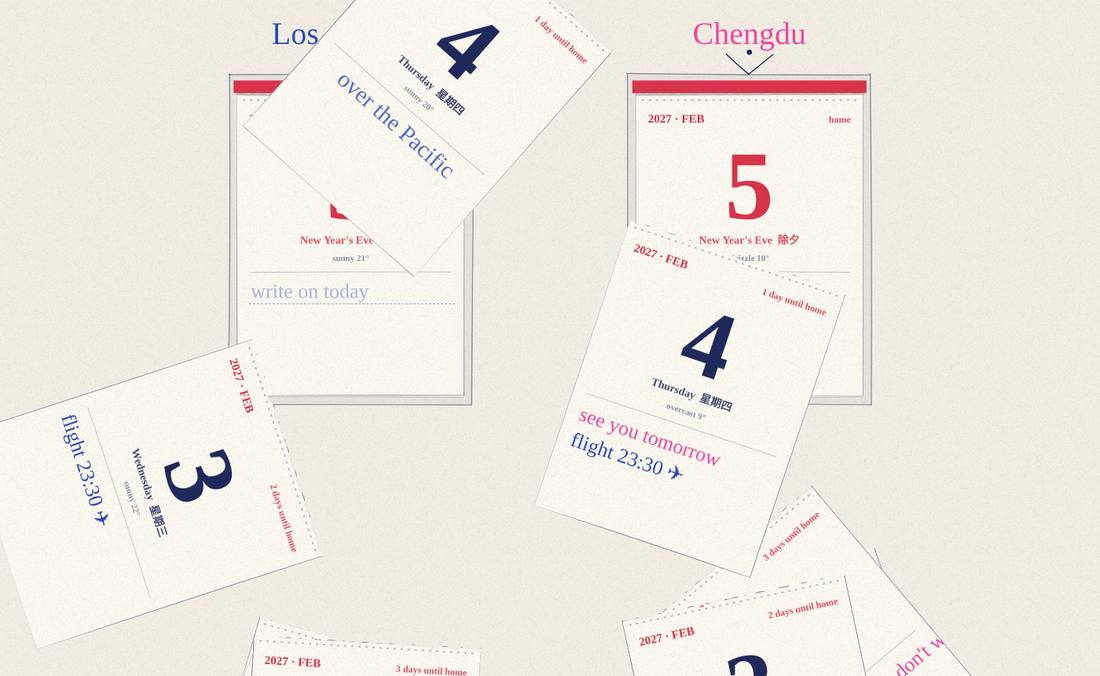 Los
Chengdu
4
Thursday 星期四
sunny 20°
1 day until home
over the Pacific
New Year's Eve
sunny 21°
write on today
2027 · FEB
home
5
New Year's Eve 除夕
10°
2027 · FEB
1 day until home
4
Thursday 星期四
overcast 9°
see you tomorrow
flight 23:30 ✈
2027 · FEB
2 days until home
3
Wednesday 星期三
sunny 22°
flight 23:30 ✈
2027 · FEB
3 days until home
3 days until home
don't
2027 · FEB
2 days until home